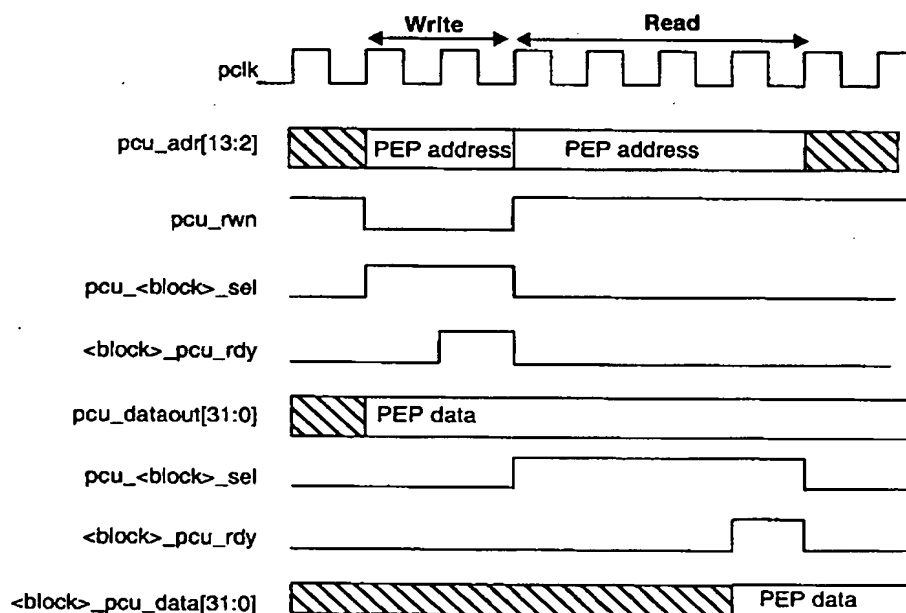 Write Read
pclk
pcu_adr[13:2] PEP address PEP address
pcu_rwn
pcu_<block>_sel
<block>_pcu_rdy
pcu_dataout[31:0] PEP data
pcu_<block>_sel
<block>_pcu_rdy
<block>_pcu_data[31:0] PEP data